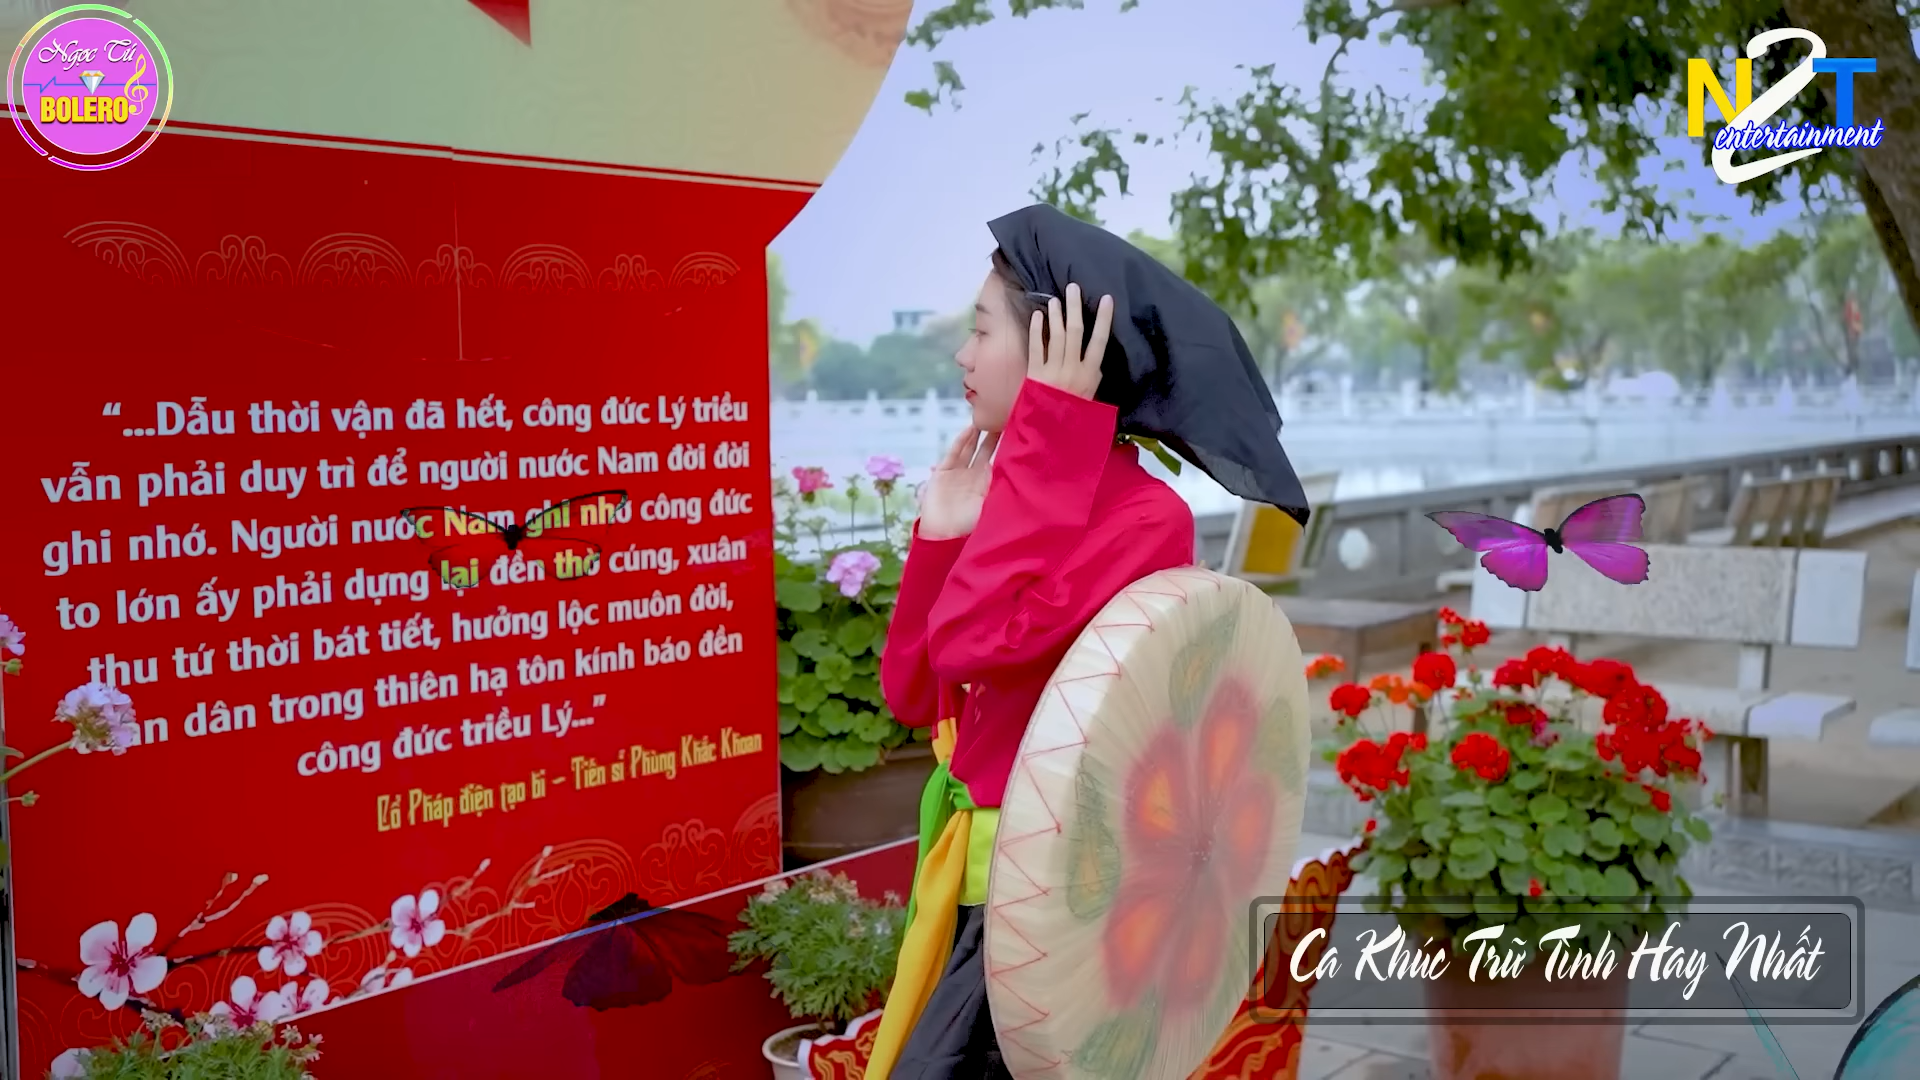 Ngọc Tú
BOLERO
N2T
entertainment
“...Dẫu thời vận đã hết, công đức Lý triều
vẫn phải duy trì để người nước Nam đời đời
ghi nhớ. Người nước Nam ghi nhớ công đức
to lớn ấy phải dựng lại đền thờ cúng, xuân
thu tứ thời bát tiết, hưởng lộc muôn đời,
dân trong thiên hạ tôn kính báo đền
công đức triều Lý...”
Cổ Pháp điện tạo bi – Tiến sĩ Phùng Khắc Khoan
Ca Khúc Trữ Tình Hay Nhất